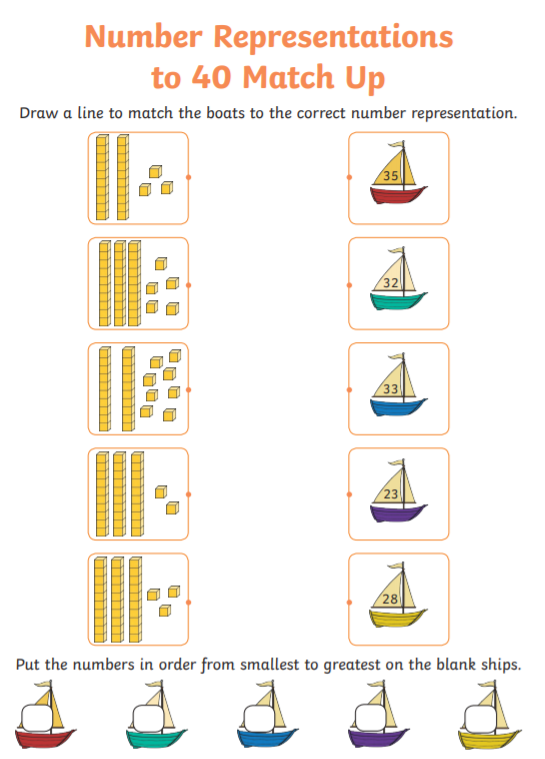 Number Representations
to 40 Match Up
Draw a line to match the boats to the correct number representation.
35
32
33
23
28
Put the numbers in order from smallest to greatest on the blank ships.